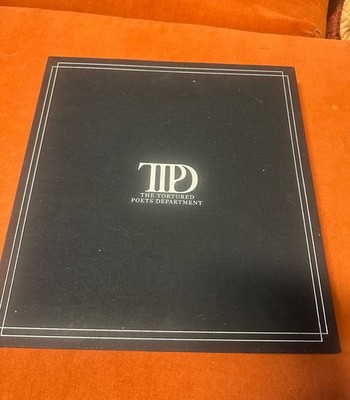 TTPD
THE TORTURED
POETS DEPARTMENT